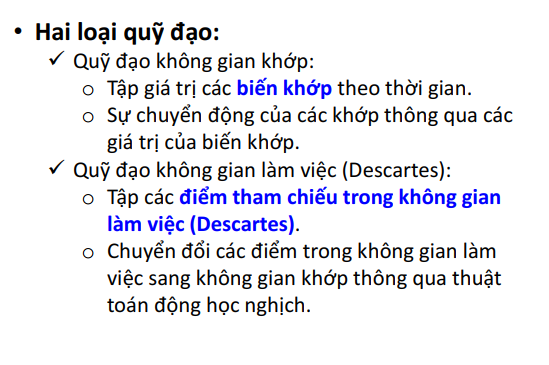 • Hai loại quỹ đạo:
✓ Quỹ đạo không gian khớp:
o Tập giá trị các biến khớp theo thời gian.
o Sự chuyển động của các khớp thông qua các
giá trị của biến khớp.
✓ Quỹ đạo không gian làm việc (Descartes):
o Tập các điểm tham chiếu trong không gian
làm việc (Descartes).
o Chuyển đổi các điểm trong không gian làm
việc sang không gian khớp thông qua thuật
toán động học nghịch.